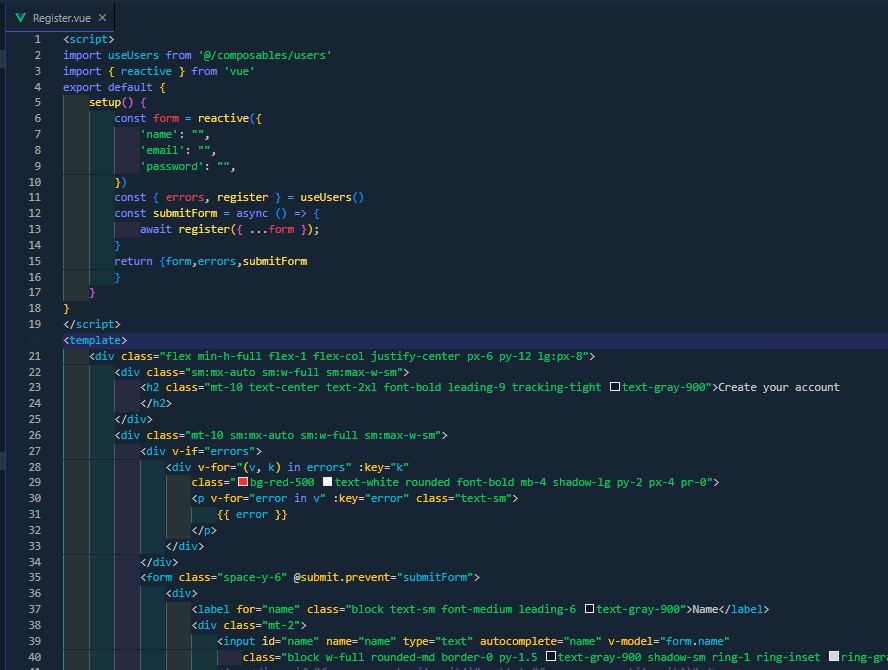 Register.vue ×
1 <script>
2 import useUsers from '@/composables/users'
3 import { reactive } from 'vue'
4 export default {
5 setup() {
6 const form = reactive({
7 'name': "",
8 'email': "",
9 'password': "",
10 })
11 const { errors, register } = useUsers()
12 const submitForm = async () => {
13 await register({ ...form });
14 }
15 return {form,errors,submitForm
16 }
17 }
18 }
19 </script>
20 <template>
21 <div class="flex min-h-full flex-1 flex-col justify-center px-6 py-12 lg:px-8">
22 <div class="sm:mx-auto sm:w-full sm:max-w-sm">
23 <h2 class="mt-10 text-center text-2xl font-bold leading-9 tracking-tight text-gray-900">Create your account
24 </h2>
25 </div>
26 <div class="mt-10 sm:mx-auto sm:w-full sm:max-w-sm">
27 <div v-if="errors">
28 <div v-for="(v, k) in errors" :key="k"
29 class="bg-red-500 text-white rounded font-bold mb-4 shadow-lg py-2 px-4 pr-0">
30 <p v-for="error in v" :key="error" class="text-sm">
31 {{ error }}
32 </p>
33 </div>
34 </div>
35 <form class="space-y-6" @submit.prevent="submitForm">
36 <div>
37 <label for="name" class="block text-sm font-medium leading-6 text-gray-900">Name</label>
38 <div class="mt-2">
39 <input id="name" name="name" type="text" autocomplete="name" v-model="form.name"
40 class="block w-full rounded-md border-0 py-1.5 text-gray-900 shadow-sm ring-1 ring-inset